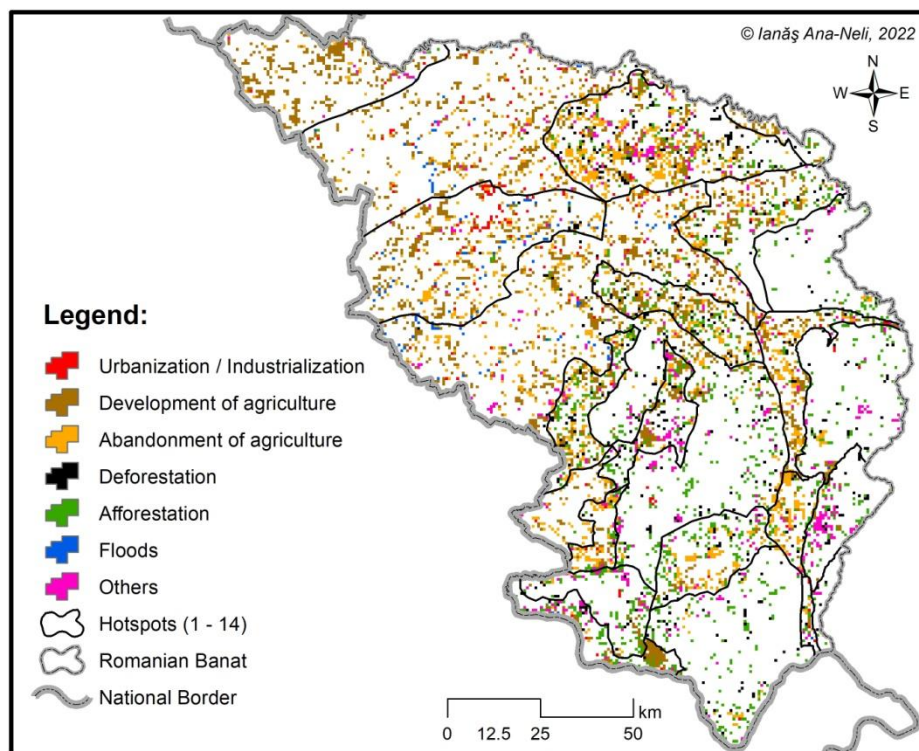 © Ianăş Ana-Neli, 2022
N
W E
S
Legend:
Urbanization / Industrialization
Development of agriculture
Abandonment of agriculture
Deforestation
Afforestation
Floods
Others
Hotspots (1 - 14)
Romanian Banat
National Border
km
0 12.5 25 50